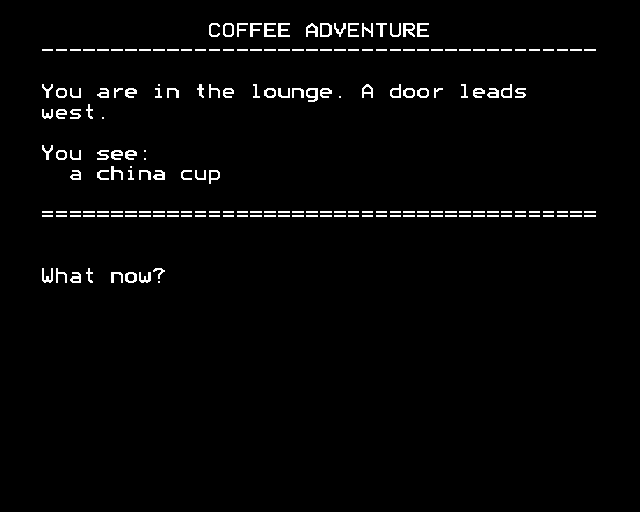 COFFEE ADVENTURE
----------------------------------------
You are in the lounge. A door leads
west.
You see:
a china cup
========================================
What now?